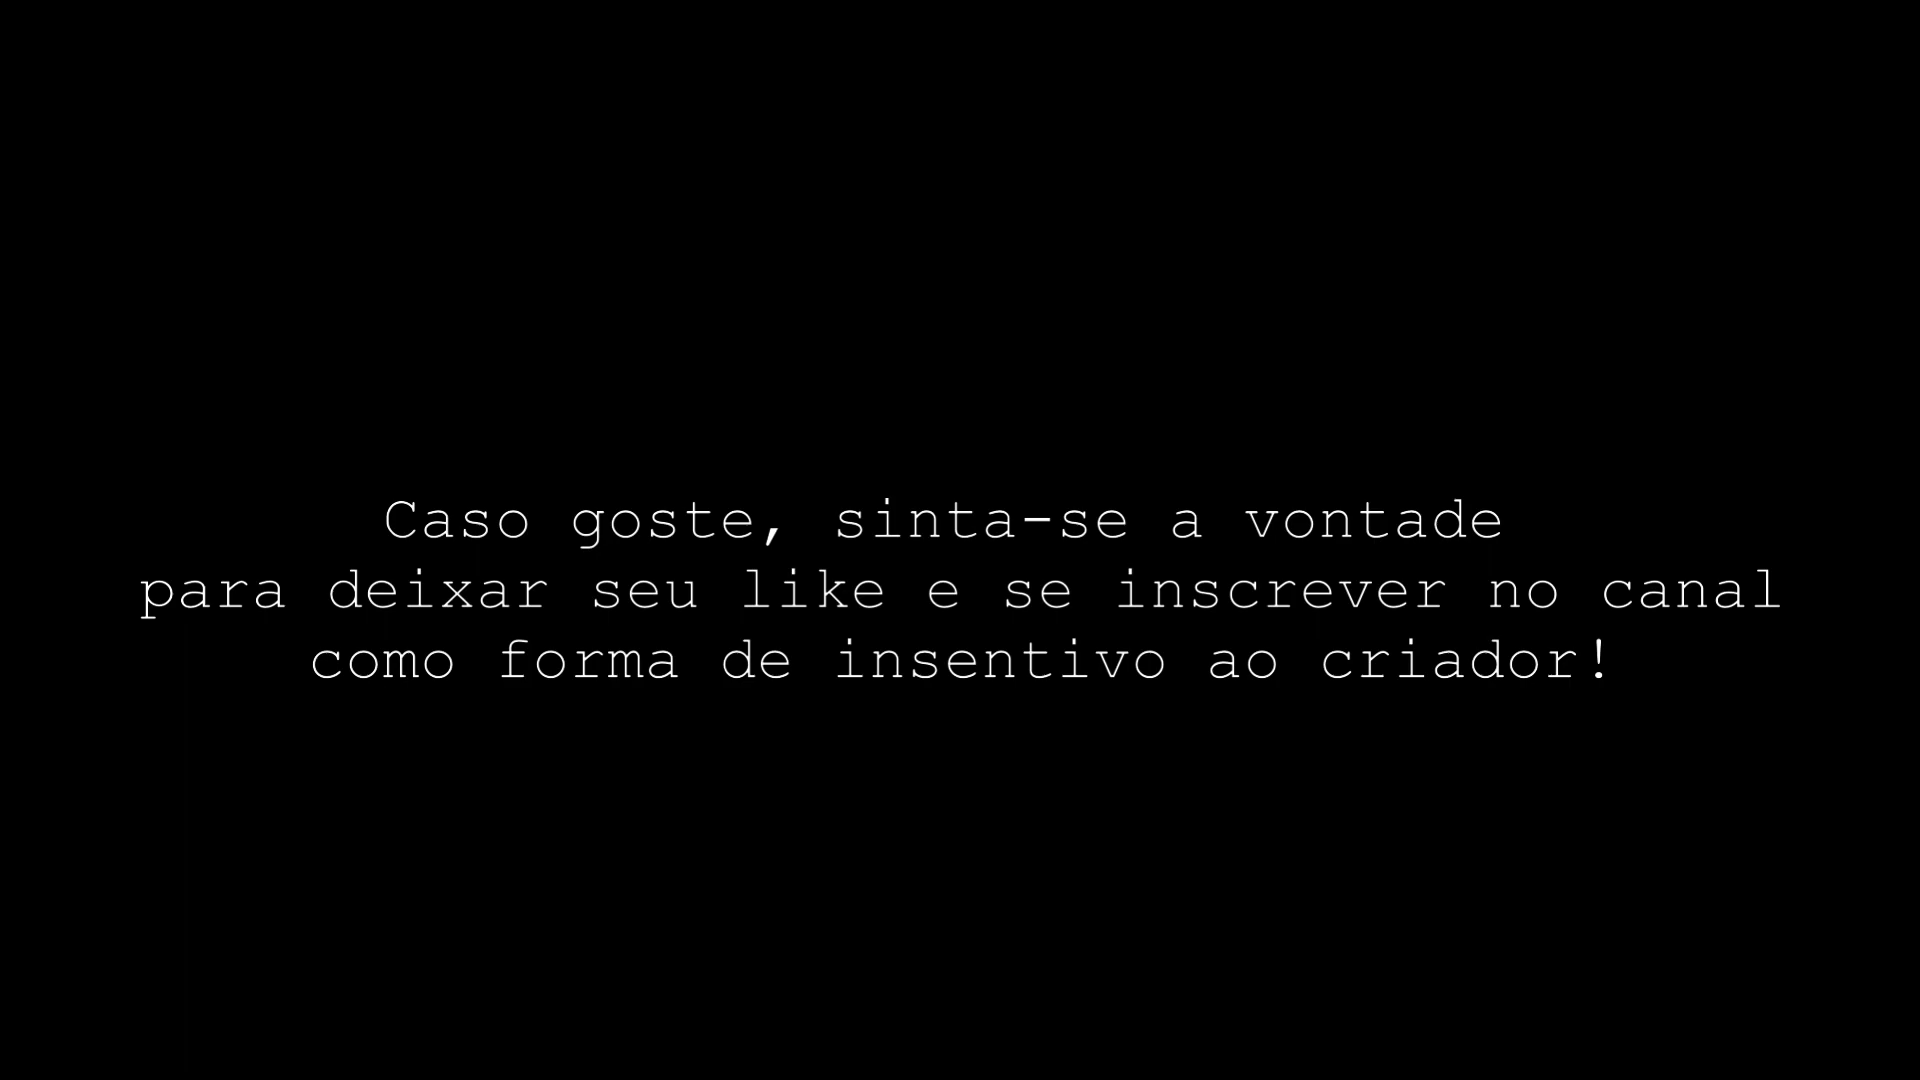 Caso goste, sinta-se a vontade
para deixar seu like e se inscrever no canal
como forma de insentivo ao criador!